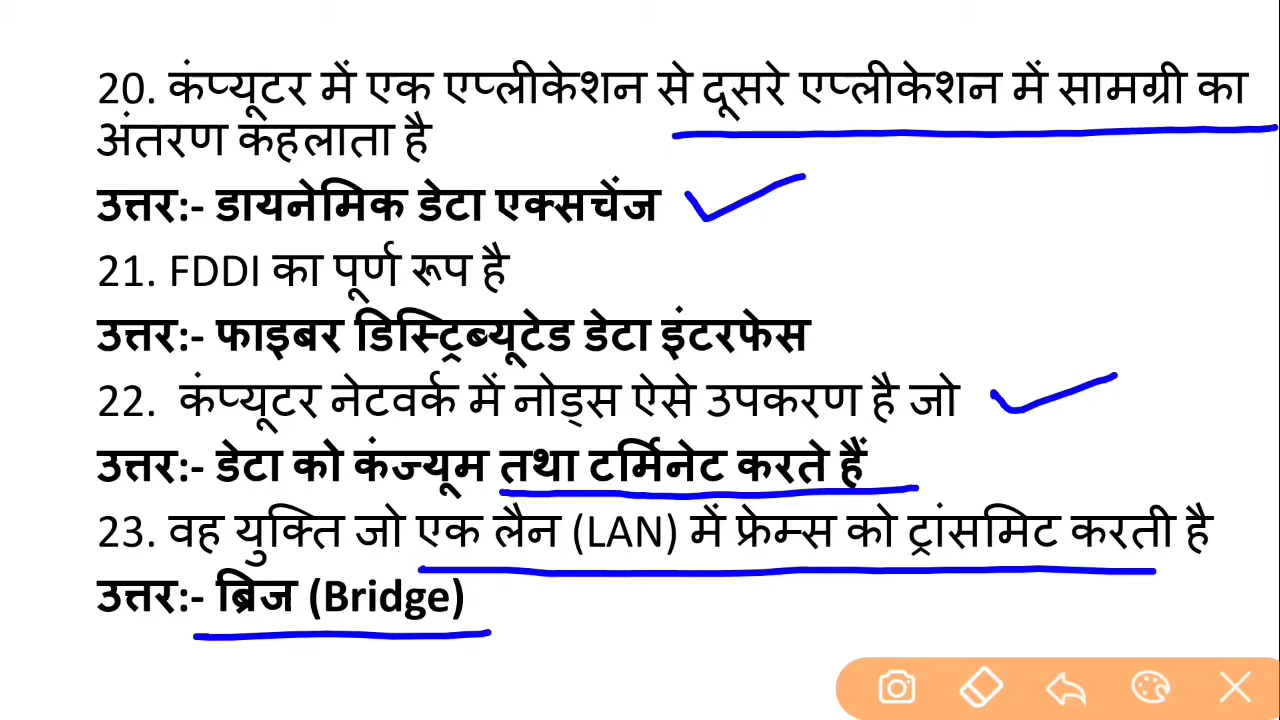 20. कंप्यूटर में एक एप्लीकेशन से दूसरे एप्लीकेशन में सामग्री का
अंतरण कहलाता है
उत्तर:- डायनेमिक डेटा एक्सचेंज
21. FDDI का पूर्ण रूप है
उत्तर:- फाइबर डिस्ट्रिब्यूटेड डेटा इंटरफेस
22. कंप्यूटर नेटवर्क में नोड्स ऐसे उपकरण है जो
उत्तर:- डेटा को कंज्यूम तथा टर्मिनेट करते हैं
23. वह युक्ति जो एक लैन (LAN) में फ्रेम्स को ट्रांसमिट करती है
उत्तर:- ब्रिज (Bridge)